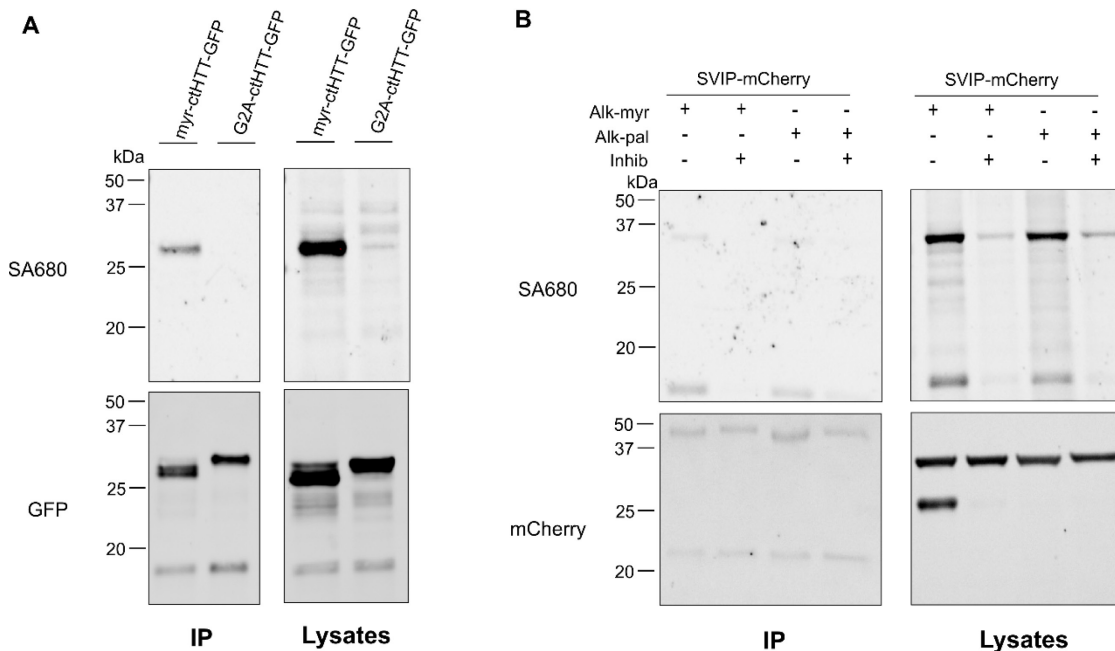 A
myr-ctHTT-GFP
G2A-ctHTT-GFP
myr-ctHTT-GFP
G2A-ctHTT-GFP
kDa
50
37
25
20
SA680
50
37
25
20
GFP
IP
Lysates
B
SVIP-mCherry
SVIP-mCherry
Alk-myr + + - - + + - -
Alk-pal - - + + - - + +
Inhib - + - + - + - +
kDa
50
37
25
20
SA680
50
37
25
20
mCherry
IP
Lysates